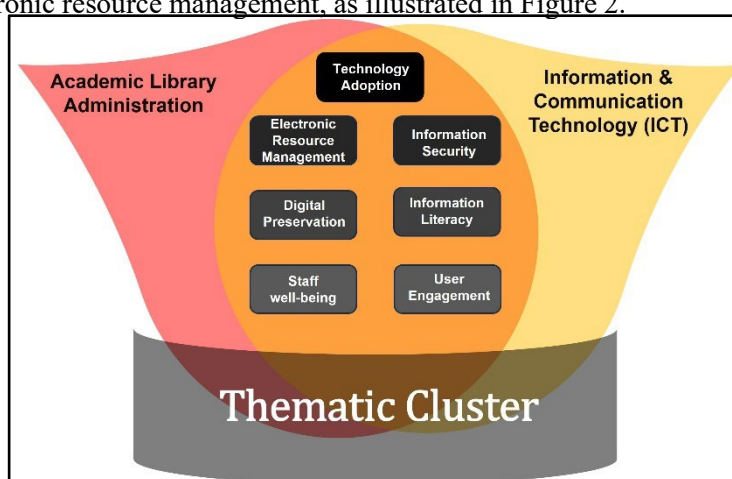 ronic resource management, as illustrated in Figure 2.
Academic Library
Administration
Technology
Adoption
Information &
Communication
Technology (ICT)
Electronic
Resource
Management
Information
Security
Digital
Preservation
Information
Literacy
Staff
well-being
User
Engagement
Thematic Cluster